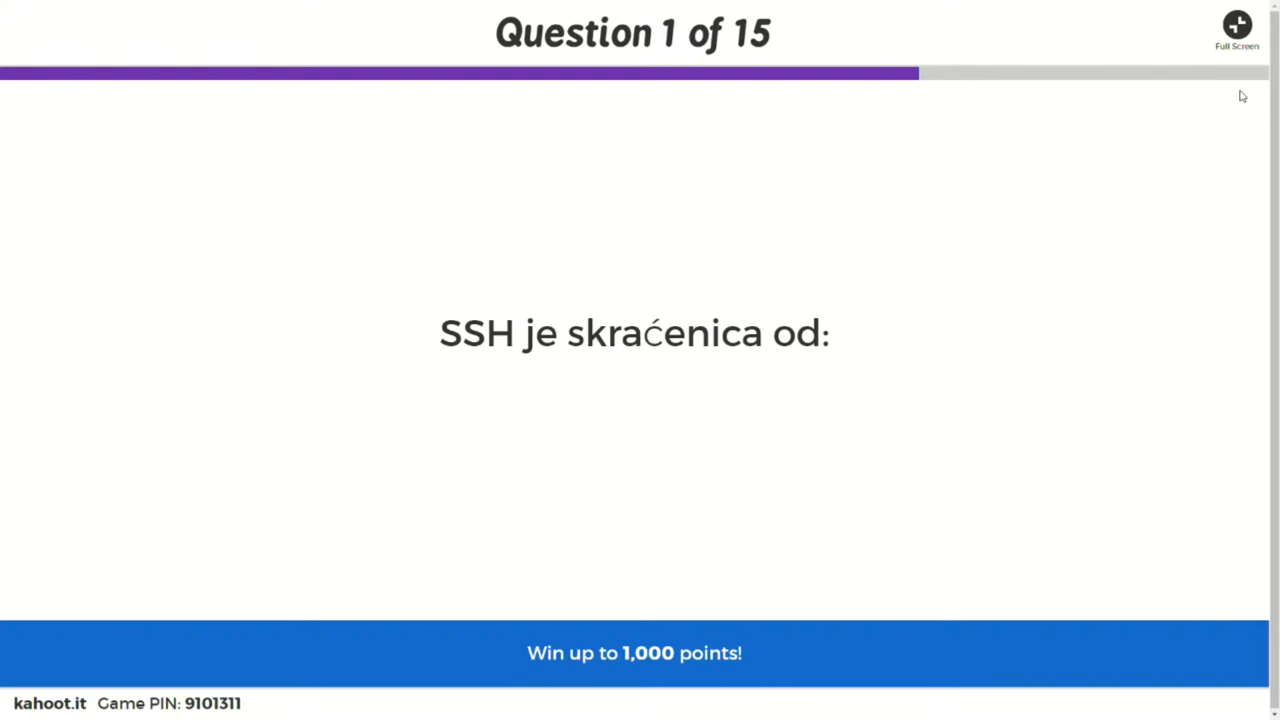 Question 1 of 15
Full Screen
SSH je skraćenica od:
Win up to 1,000 points!
kahoot.it Game PIN: 9101311